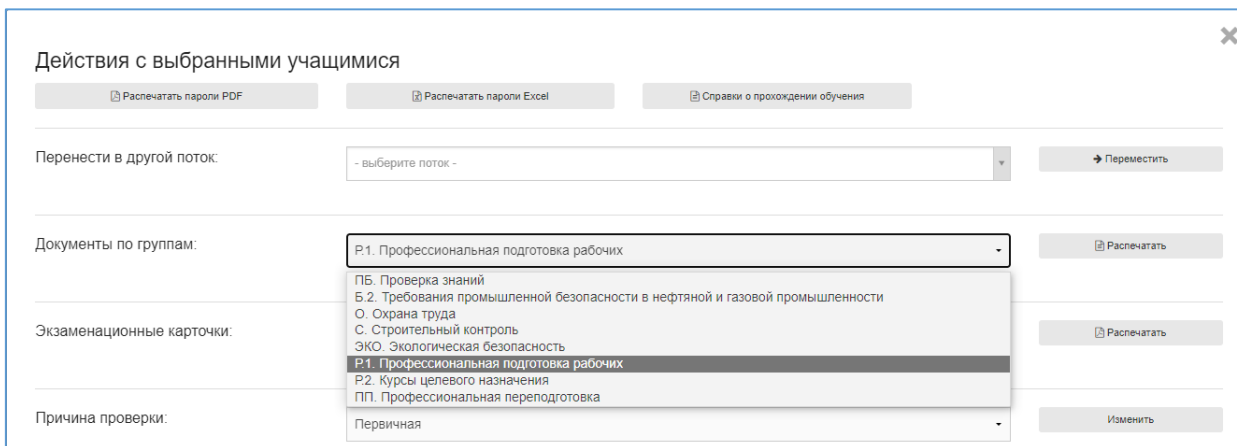 Действия с выбранными учащимися
Распечатать пароли PDF
Распечатать пароли Excel
Справки о прохождении обучения
Перенести в другой поток:
- выберите поток -
Переместить
Документы по группам:
Р.1. Профессиональная подготовка рабочих
Распечатать
ПБ. Проверка знаний
Б.2. Требования промышленной безопасности в нефтяной и газовой промышленности
О. Охрана труда
С. Строительный контроль
ЭКО. Экологическая безопасность
Р.1. Профессиональная подготовка рабочих
Р.2. Курсы целевого назначения
ПП. Профессиональная переподготовка
Экзаменационные карточки:
Распечатать
Причина проверки:
Первичная
Изменить